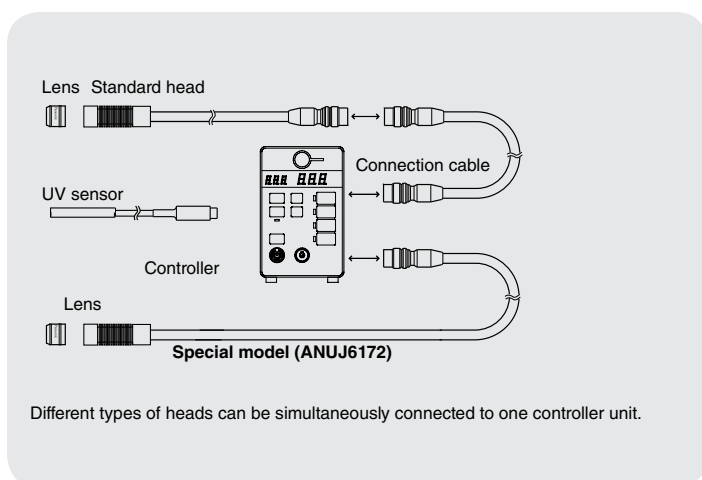 Lens Standard head
Connection cable
UV sensor
Controller
Lens
Special model (ANUJ6172)
Different types of heads can be simultaneously connected to one controller unit.